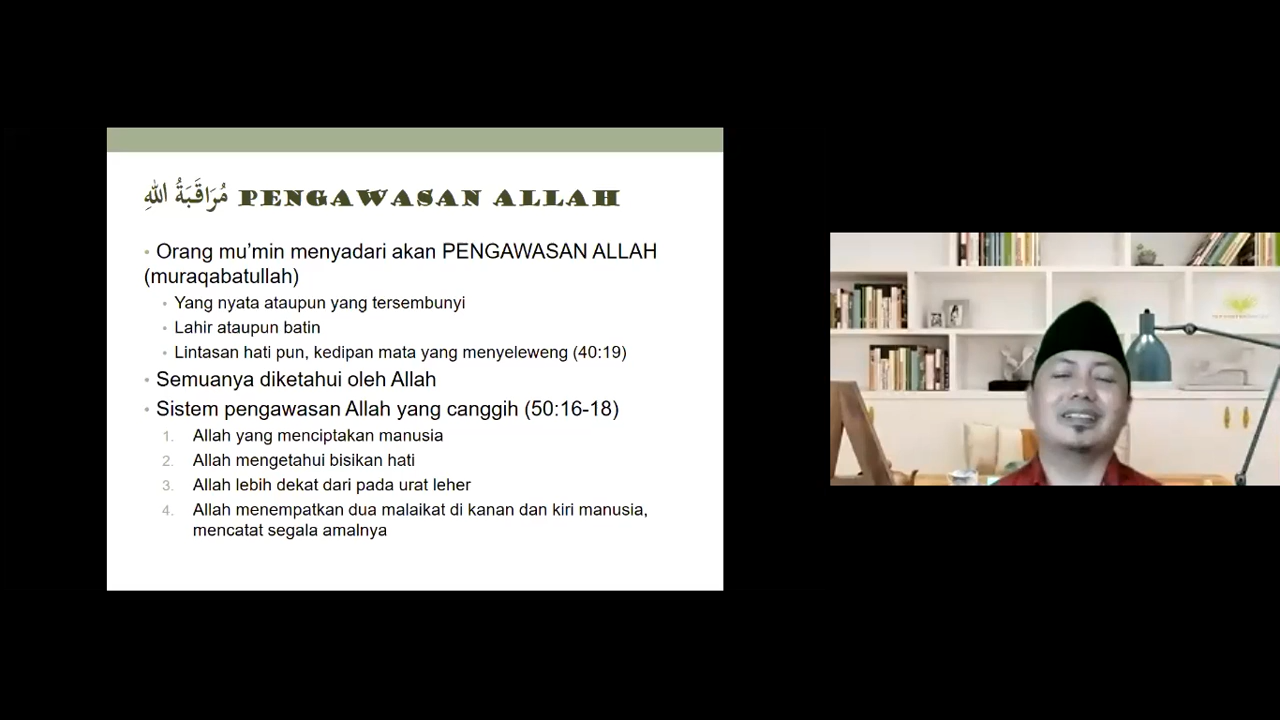 مُرَاقَبَةُ اللهِ PENGAWASAN ALLAH
• Orang mu’min menyadari akan PENGAWASAN ALLAH
(muraqabatullah)
• Yang nyata ataupun yang tersembunyi
• Lahir ataupun batin
• Lintasan hati pun, kedipan mata yang menyeleweng (40:19)
• Semuanya diketahui oleh Allah
• Sistem pengawasan Allah yang canggih (50:16-18)
1. Allah yang menciptakan manusia
2. Allah mengetahui bisikan hati
3. Allah lebih dekat dari pada urat leher
4. Allah menempatkan dua malaikat di kanan dan kiri manusia,
mencatat segala amalnya